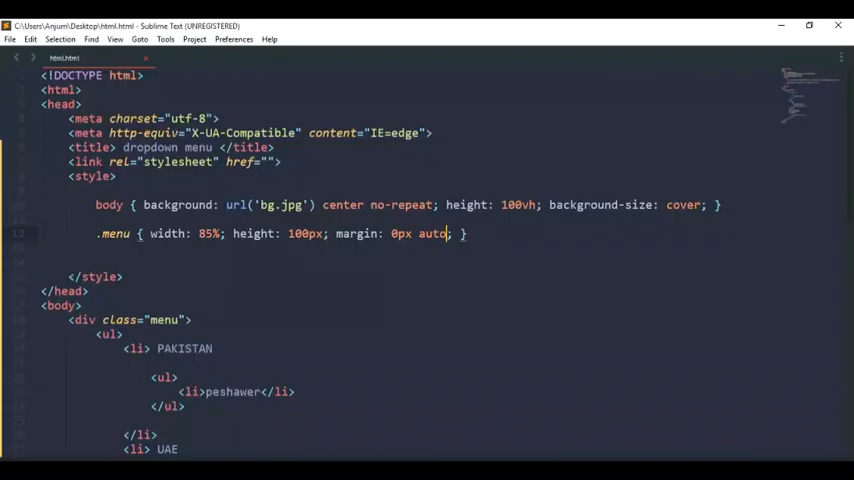 C:\Users\Anjum\Desktop\html.html - Sublime Text (UNREGISTERED)
File Edit Selection Find View Goto Tools Project Preferences Help
html.html
<!DOCTYPE html>
<html>
<head>
<meta charset="utf-8">
<meta http-equiv="X-UA-Compatible" content="IE=edge">
<title> dropdown menu </title>
<link rel="stylesheet" href="">
<style>
body { background: url('bg.jpg') center no-repeat; height: 100vh; background-size: cover; }
12 .menu { width: 85%; height: 100px; margin: 0px auto; }
</style>
</head>
<body>
<div class="menu">
<ul>
<li> PAKISTAN
<ul>
<li>peshawer</li>
</ul>
</li>
<li> UAE